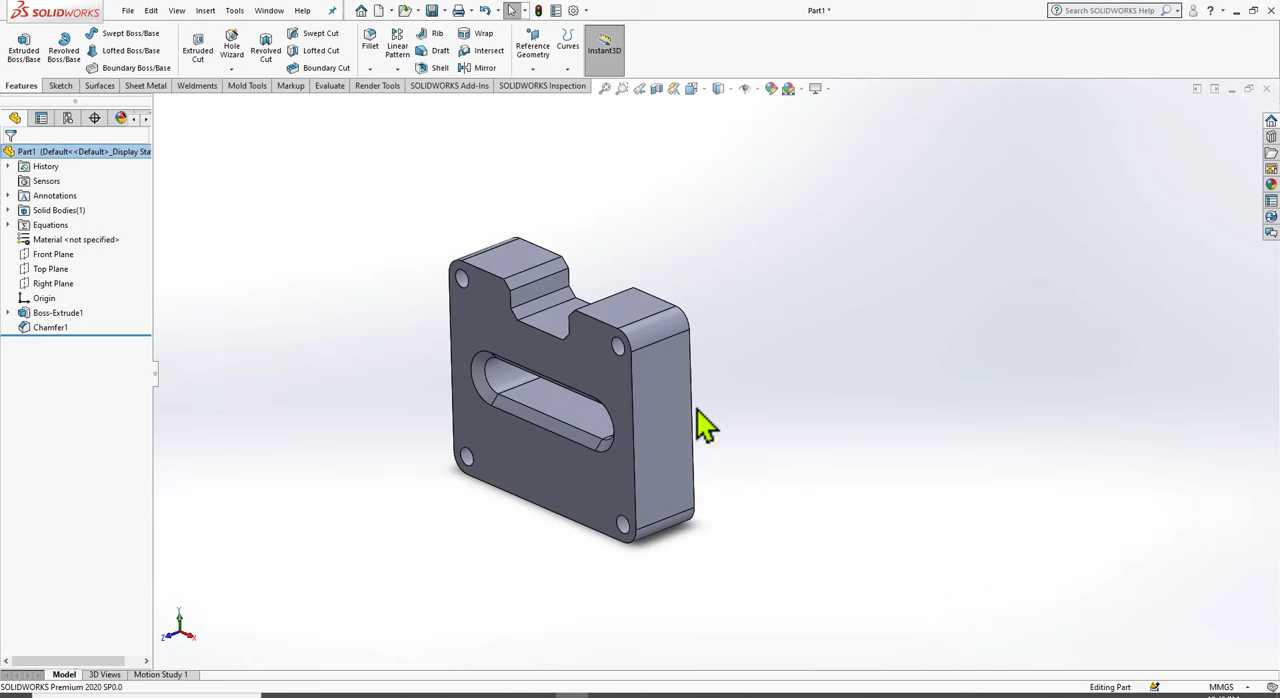 SOLIDWORKS File Edit View Insert Tools Window Help Part1 * Search SOLIDWORKS Help
Extruded Boss/Base
Revolved Boss/Base
Swept Boss/Base
Lofted Boss/Base
Boundary Boss/Base
Extruded Cut
Hole Wizard
Revolved Cut
Swept Cut
Lofted Cut
Boundary Cut
Fillet
Linear Pattern
Rib
Draft
Shell
Wrap
Intersect
Mirror
Reference Geometry
Curves
Instant3D
Features Sketch Surfaces Sheet Metal Weldments Mold Tools Markup Evaluate Render Tools SOLIDWORKS Add-Ins SOLIDWORKS Inspection
Part1 (Default<<Default>_Display Sta
History
Sensors
Annotations
Solid Bodies(1)
Equations
Material <not specified>
Front Plane
Top Plane
Right Plane
Origin
Boss-Extrude1
Chamfer1
Y
Z X
Model 3D Views Motion Study 1
SOLIDWORKS Premium 2020 SP0.0 Editing Part MMGS